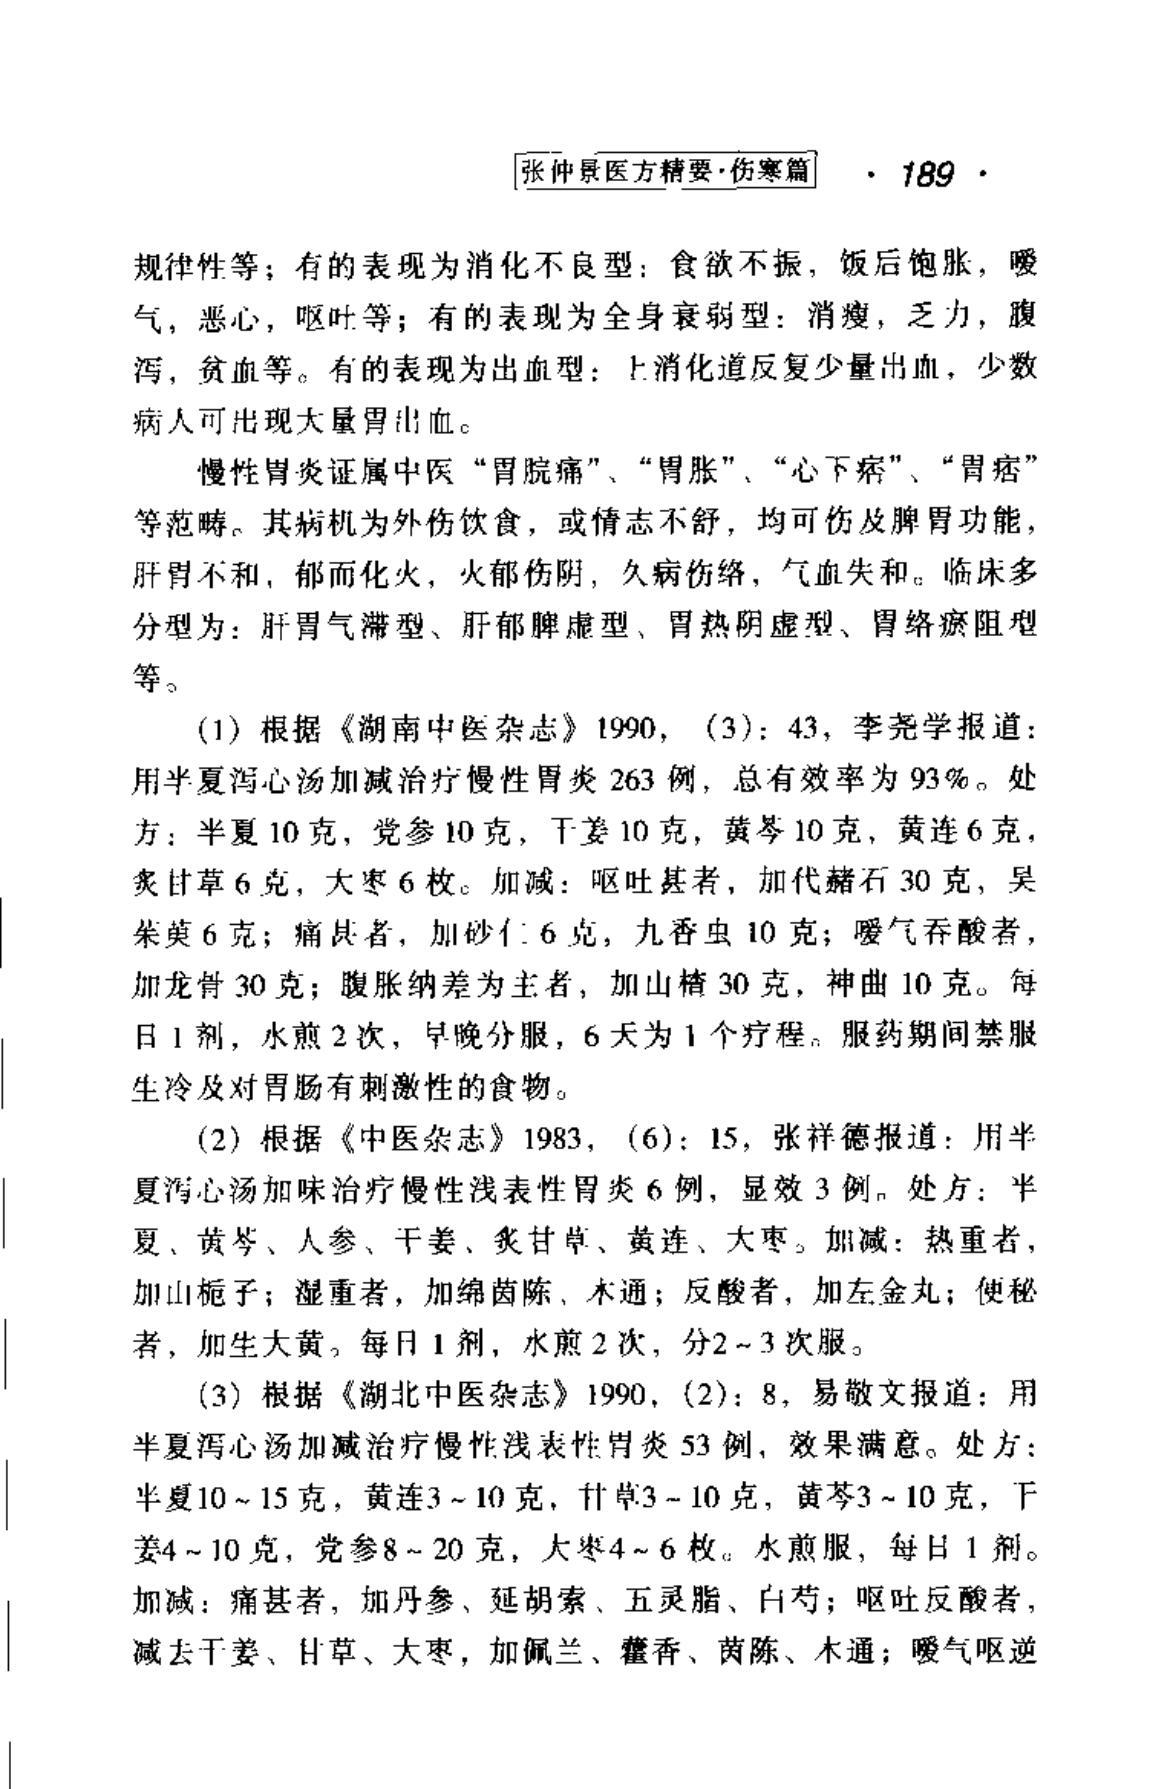 张仲景医方精要·伤寒篇 · 189 ·
规律性等；有的表现为消化不良型：食欲不振，饭后饱胀，嗳
气，恶心，呕吐等；有的表现为全身衰弱型：消瘦，乏力，腹
泻，贫血等。有的表现为出血型：上消化道反复少量出血，少数
病人可出现大量胃出血。
慢性胃炎证属中医“胃脘痛”、“胃胀”、“心下痞”、“胃痞”
等范畴。其病机为外伤饮食，或情志不舒，均可伤及脾胃功能，
肝胃不和，郁而化火，火郁伤阴，久病伤络，气血失和。临床多
分型为：肝胃气滞型、肝郁脾虚型、胃热阴虚型、胃络瘀阻型
等。
(1) 根据《湖南中医杂志》1990，(3)：43，李尧学报道：
用半夏泻心汤加减治疗慢性胃炎 263 例，总有效率为 93%。处
方：半夏 10 克，党参 10 克，干姜 10 克，黄芩 10 克，黄连 6 克，
炙甘草 6 克，大枣 6 枚。加减：呕吐甚者，加代赭石 30 克，吴
茱萸 6 克；痛甚者，加砂仁 6 克，九香虫 10 克；嗳气吞酸者，
加龙骨 30 克；腹胀纳差为主者，加山楂 30 克，神曲 10 克。每
日 1 剂，水煎 2 次，早晚分服，6 天为 1 个疗程。服药期间禁服
生冷及对胃肠有刺激性的食物。
(2) 根据《中医杂志》1983，(6)：15，张祥德报道：用半
夏泻心汤加味治疗慢性浅表性胃炎 6 例，显效 3 例。处方：半
夏、黄芩、人参、干姜、炙甘草、黄连、大枣。加减：热重者，
加山栀子；湿重者，加绵茵陈、木通；反酸者，加左金丸；便秘
者，加生大黄。每日 1 剂，水煎 2 次，分2～3 次服。
(3) 根据《湖北中医杂志》1990，(2)：8，易敬文报道：用
半夏泻心汤加减治疗慢性浅表性胃炎 53 例，效果满意。处方：
半夏10～15 克，黄连3～10 克，甘草3～10 克，黄芩3～10 克，干
姜4～10 克，党参8～20 克，大枣4～6 枚。水煎服，每日 1 剂。
加减：痛甚者，加丹参、延胡索、五灵脂、白芍；呕吐反酸者，
减去干姜、甘草、大枣，加佩兰、藿香、茵陈、木通；嗳气呕逆